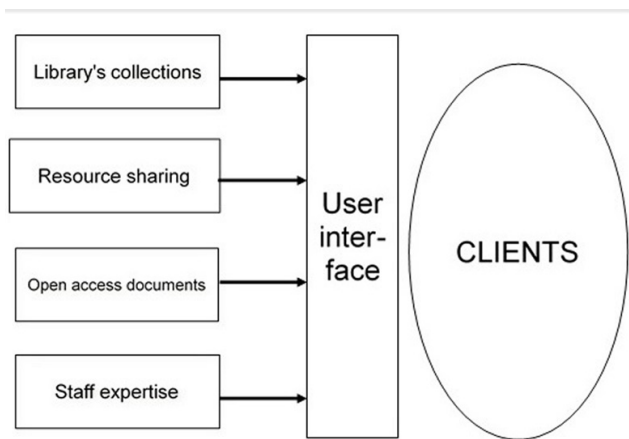 Library's collections
Resource sharing
Open access documents
Staff expertise
User
inter-
face
CLIENTS